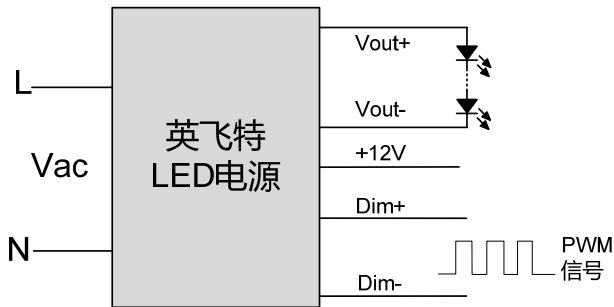 L
Vac
N
英飞特
LED电源
Vout+
Vout-
+12V
Dim+
Dim-
PWM
信号